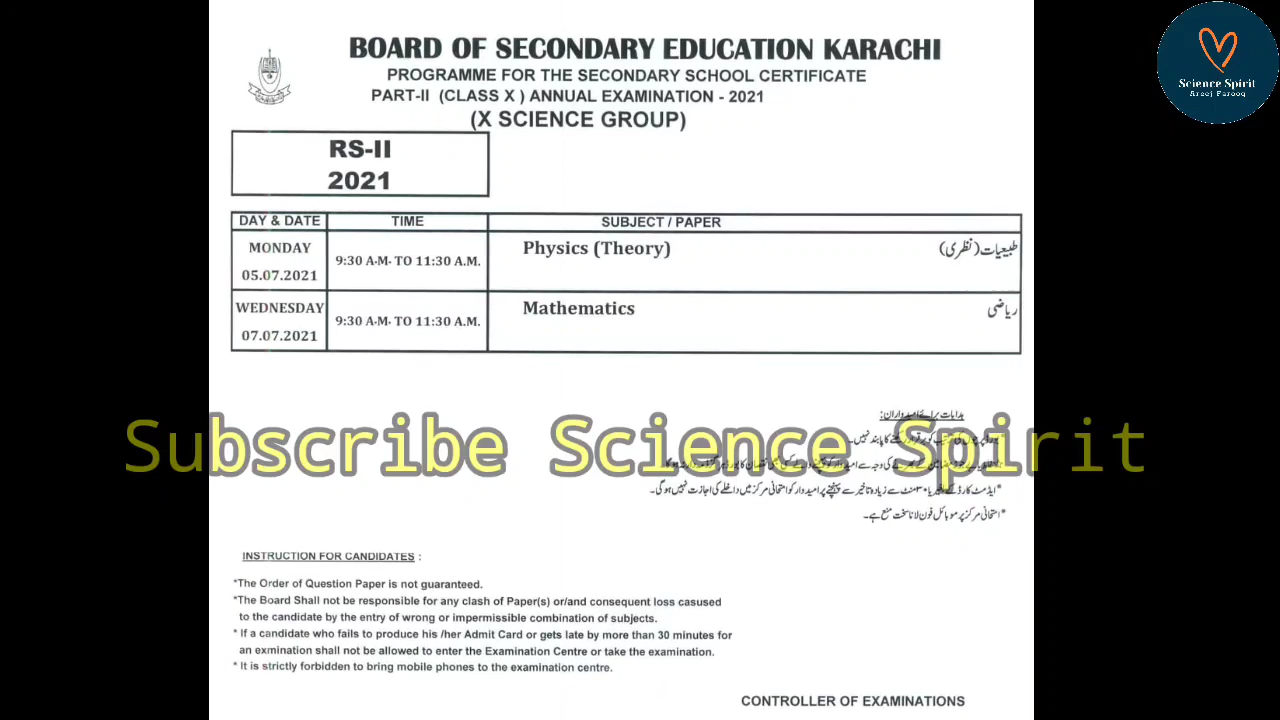 BOARD OF SECONDARY EDUCATION KARACHI
PROGRAMME FOR THE SECONDARY SCHOOL CERTIFICATE
PART-II (CLASS X ) ANNUAL EXAMINATION - 2021
(X SCIENCE GROUP)
Science Spirit
Areej Farooq
RS-II
2021
DAY & DATE TIME SUBJECT / PAPER
MONDAY
05.07.2021
9:30 A.M. TO 11:30 A.M.
Physics (Theory) طبیعیات (نظری)
WEDNESDAY
07.07.2021
9:30 A.M. TO 11:30 A.M.
Mathematics ریاضی
ہدایات برائے امیدواران:
Subscribe Science Spirit
*ایڈمٹ کارڈ کے بغیر یا ۳۰ منٹ سے زیادہ تاخیر سے پہنچنے پر امیدوار کو امتحانی مرکز میں داخلے کی اجازت نہیں ہوگی۔
*امتحانی مرکز پر موبائل فون لانا سخت منع ہے۔
INSTRUCTION FOR CANDIDATES :
*The Order of Question Paper is not guaranteed.
*The Board Shall not be responsible for any clash of Paper(s) or/and consequent loss casused
to the candidate by the entry of wrong or impermissible combination of subjects.
* If a candidate who fails to produce his /her Admit Card or gets late by more than 30 minutes for
an exmination shall not be allowed to enter the Examination Centre or take the examination.
* It is strictly forbidden to bring mobile phones to the examination centre.
CONTROLLER OF EXAMINATIONS